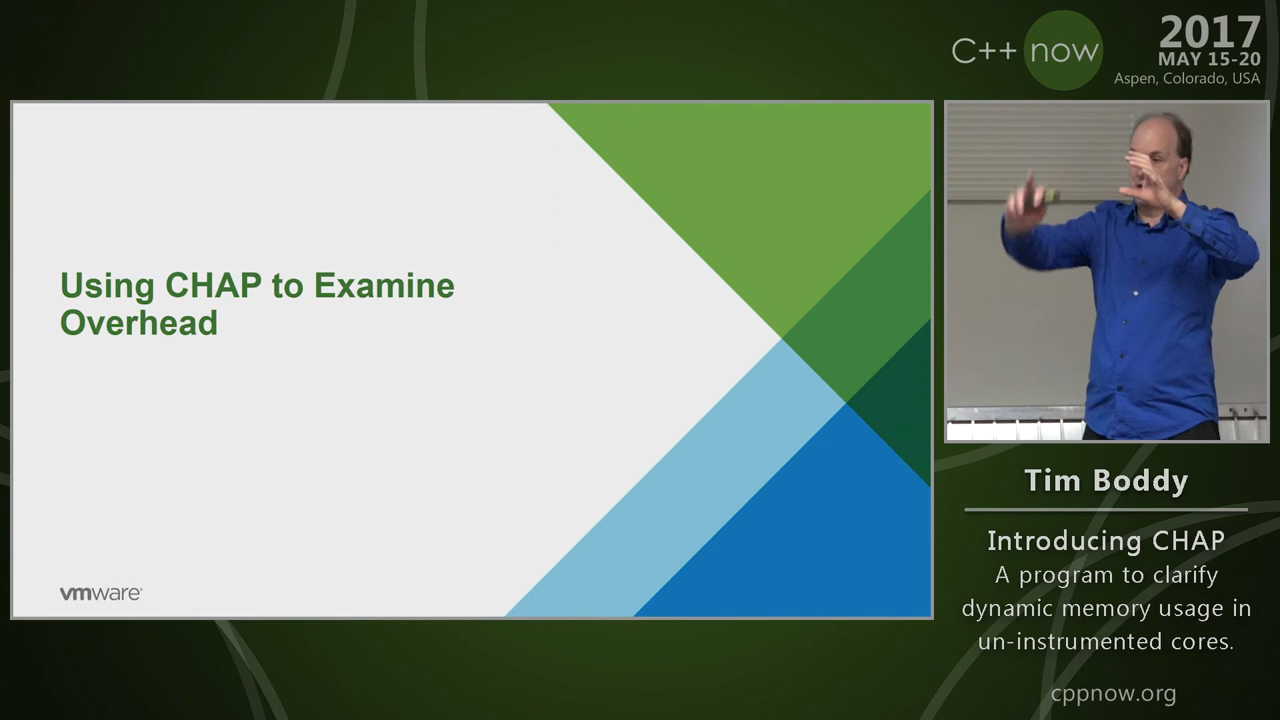 C++ now
2017
MAY 15-20
Aspen, Colorado, USA
Using CHAP to Examine
Overhead
vmware
Tim Boddy
Introducing CHAP
A program to clarify
dynamic memory usage in
un-instrumented cores.
cppnow.org